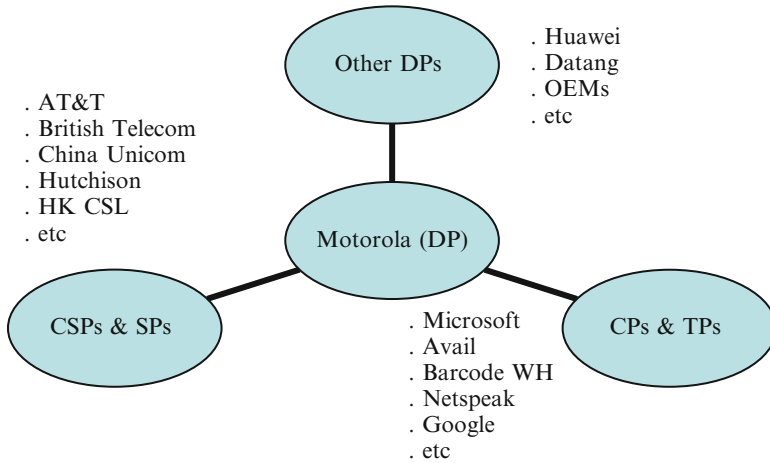 Other DPs
. Huawei
. Datang
. OEMs
. etc
. AT&T
. British Telecom
. China Unicom
. Hutchison
. HK CSL
. etc
Motorola (DP)
CSPs & SPs
. Microsoft
. Avail
. Barcode WH
. Netspeak
. Google
. etc
CPs & TPs